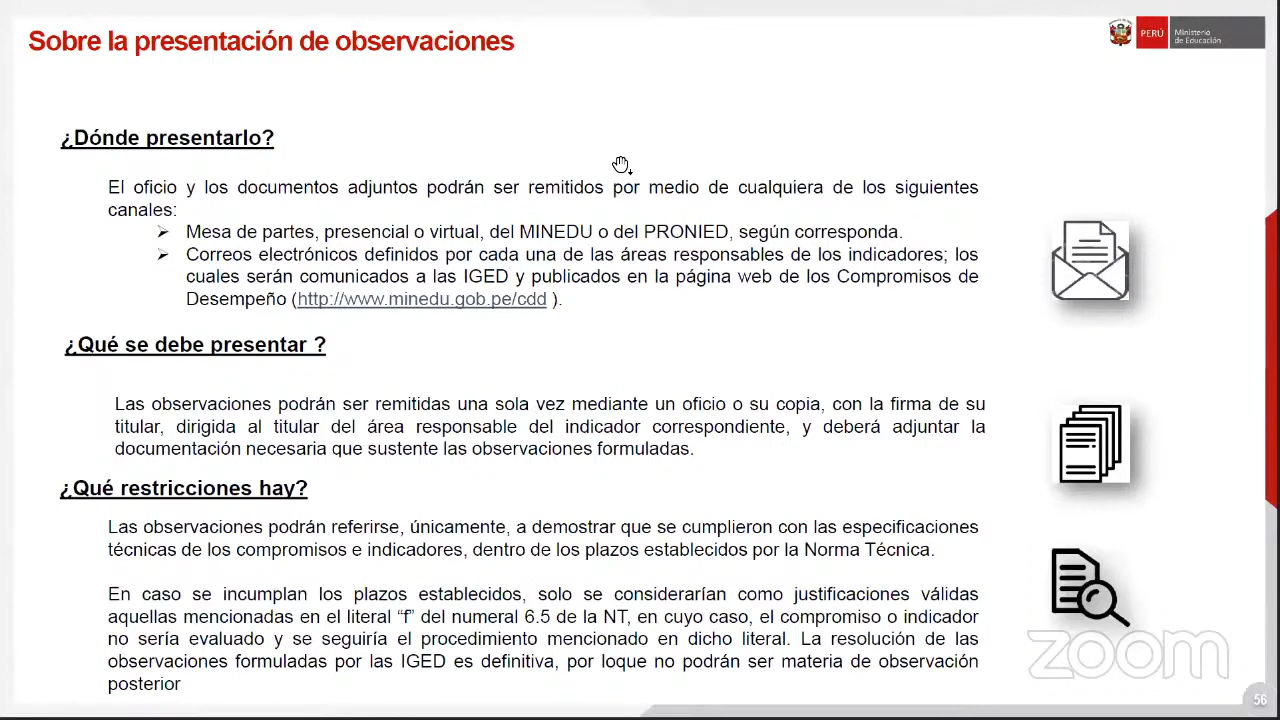 Sobre la presentación de observaciones
PERÚ
Ministerio
de Educación
¿Dónde presentarlo?
El oficio y los documentos adjuntos podrán ser remitidos por medio de cualquiera de los siguientes
canales:
➢ Mesa de partes, presencial o virtual, del MINEDU o del PRONIED, según corresponda.
➢ Correos electrónicos definidos por cada una de las áreas responsables de los indicadores; los
cuales serán comunicados a las IGED y publicados en la página web de los Compromisos de
Desempeño (http://www.minedu.gob.pe/cdd ).
¿Qué se debe presentar ?
Las observaciones podrán ser remitidas una sola vez mediante un oficio o su copia, con la firma de su
titular, dirigida al titular del área responsable del indicador correspondiente, y deberá adjuntar la
documentación necesaria que sustente las observaciones formuladas.
¿Qué restricciones hay?
Las observaciones podrán referirse, únicamente, a demostrar que se cumplieron con las especificaciones
técnicas de los compromisos e indicadores, dentro de los plazos establecidos por la Norma Técnica.
En caso se incumplan los plazos establecidos, solo se considerarían como justificaciones válidas
aquellas mencionadas en el literal “f” del numeral 6.5 de la NT, en cuyo caso, el compromiso o indicador
no sería evaluado y se seguiría el procedimiento mencionado en dicho literal. La resolución de las
observaciones formuladas por las IGED es definitiva, por loque no podrán ser materia de observación
posterior
zoom
56